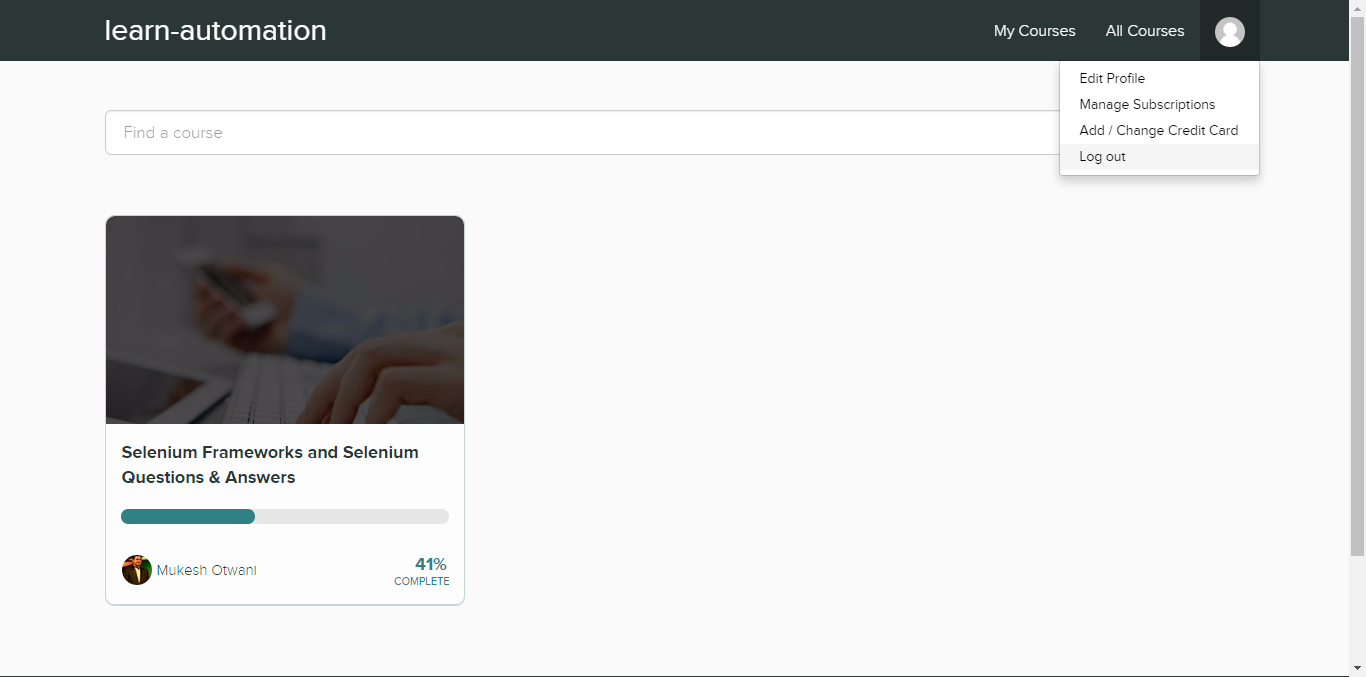 learn-automation
My Courses
All Courses
Edit Profile
Manage Subscriptions
Add / Change Credit Card
Log out
Find a course
Selenium Frameworks and Selenium
Questions & Answers
Mukesh Otwani
41%
COMPLETE